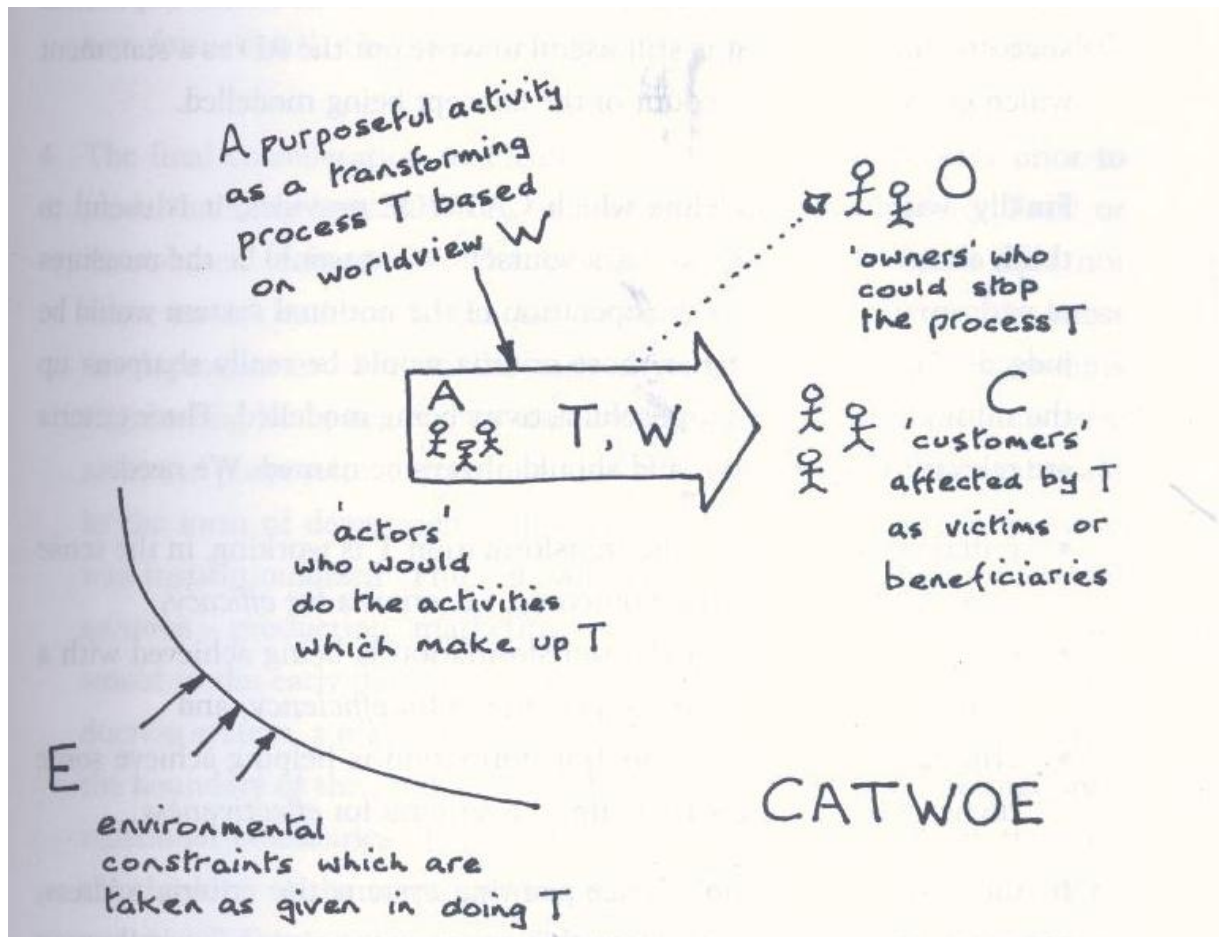 A purposeful activity
as a transforming
process T based
on worldview W
O
'owners' who
could stop
the process T
A
T, W
C
'customers'
affected by T
as victims or
beneficiaries
'actors'
who would
do the activities
which make up T
E
environmental
constraints which are
taken as given in doing T
CATWOE